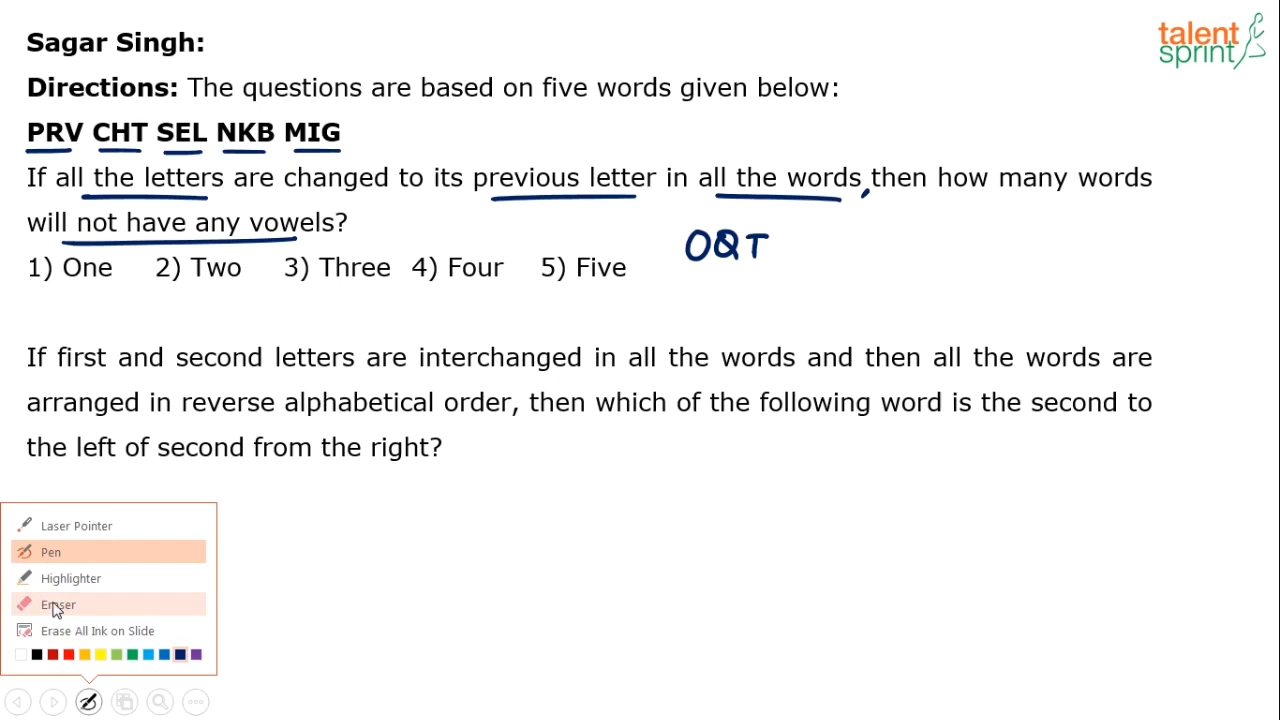 talent
sprint
Sagar Singh:
Directions: The questions are based on five words given below:
PRV CHT SEL NKB MIG
If all the letters are changed to its previous letter in all the words, then how many words
will not have any vowels?
OQT
1) One 2) Two 3) Three 4) Four 5) Five
If first and second letters are interchanged in all the words and then all the words are
arranged in reverse alphabetical order, then which of the following word is the second to
the left of second from the right?
Laser Pointer
Pen
Highlighter
Eraser
Erase All Ink on Slide